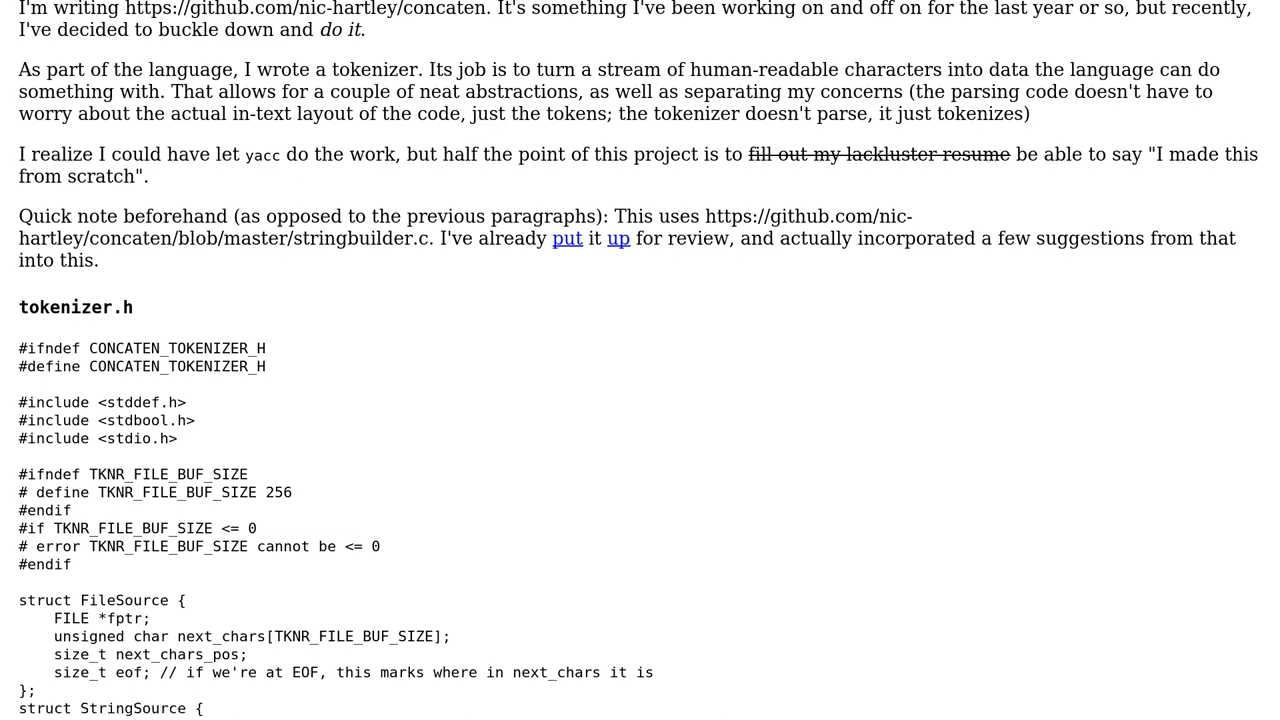 I'm writing https://github.com/nic-hartley/concaten. It's something I've been working on and off on for the last year or so, but recently,
I've decided to buckle down and do it.
As part of the language, I wrote a tokenizer. Its job is to turn a stream of human-readable characters into data the language can do
something with. That allows for a couple of neat abstractions, as well as separating my concerns (the parsing code doesn't have to
worry about the actual in-text layout of the code, just the tokens; the tokenizer doesn't parse, it just tokenizes)
I realize I could have let yacc do the work, but half the point of this project is to fill out my lackluster resume be able to say "I made this
from scratch".
Quick note beforehand (as opposed to the previous paragraphs): This uses https://github.com/nic-
hartley/concaten/blob/master/stringbuilder.c. I've already put it up for review, and actually incorporated a few suggestions from that
into this.
tokenizer.h
#ifndef CONCATEN_TOKENIZER_H
#define CONCATEN_TOKENIZER_H
#include <stddef.h>
#include <stdbool.h>
#include <stdio.h>
#ifndef TKNR_FILE_BUF_SIZE
# define TKNR_FILE_BUF_SIZE 256
#endif
#if TKNR_FILE_BUF_SIZE <= 0
# error TKNR_FILE_BUF_SIZE cannot be <= 0
#endif
struct FileSource {
    FILE *fptr;
    unsigned char next_chars[TKNR_FILE_BUF_SIZE];
    size_t next_chars_pos;
    size_t eof; // if we're at EOF, this marks where in next_chars it is
};
struct StringSource {